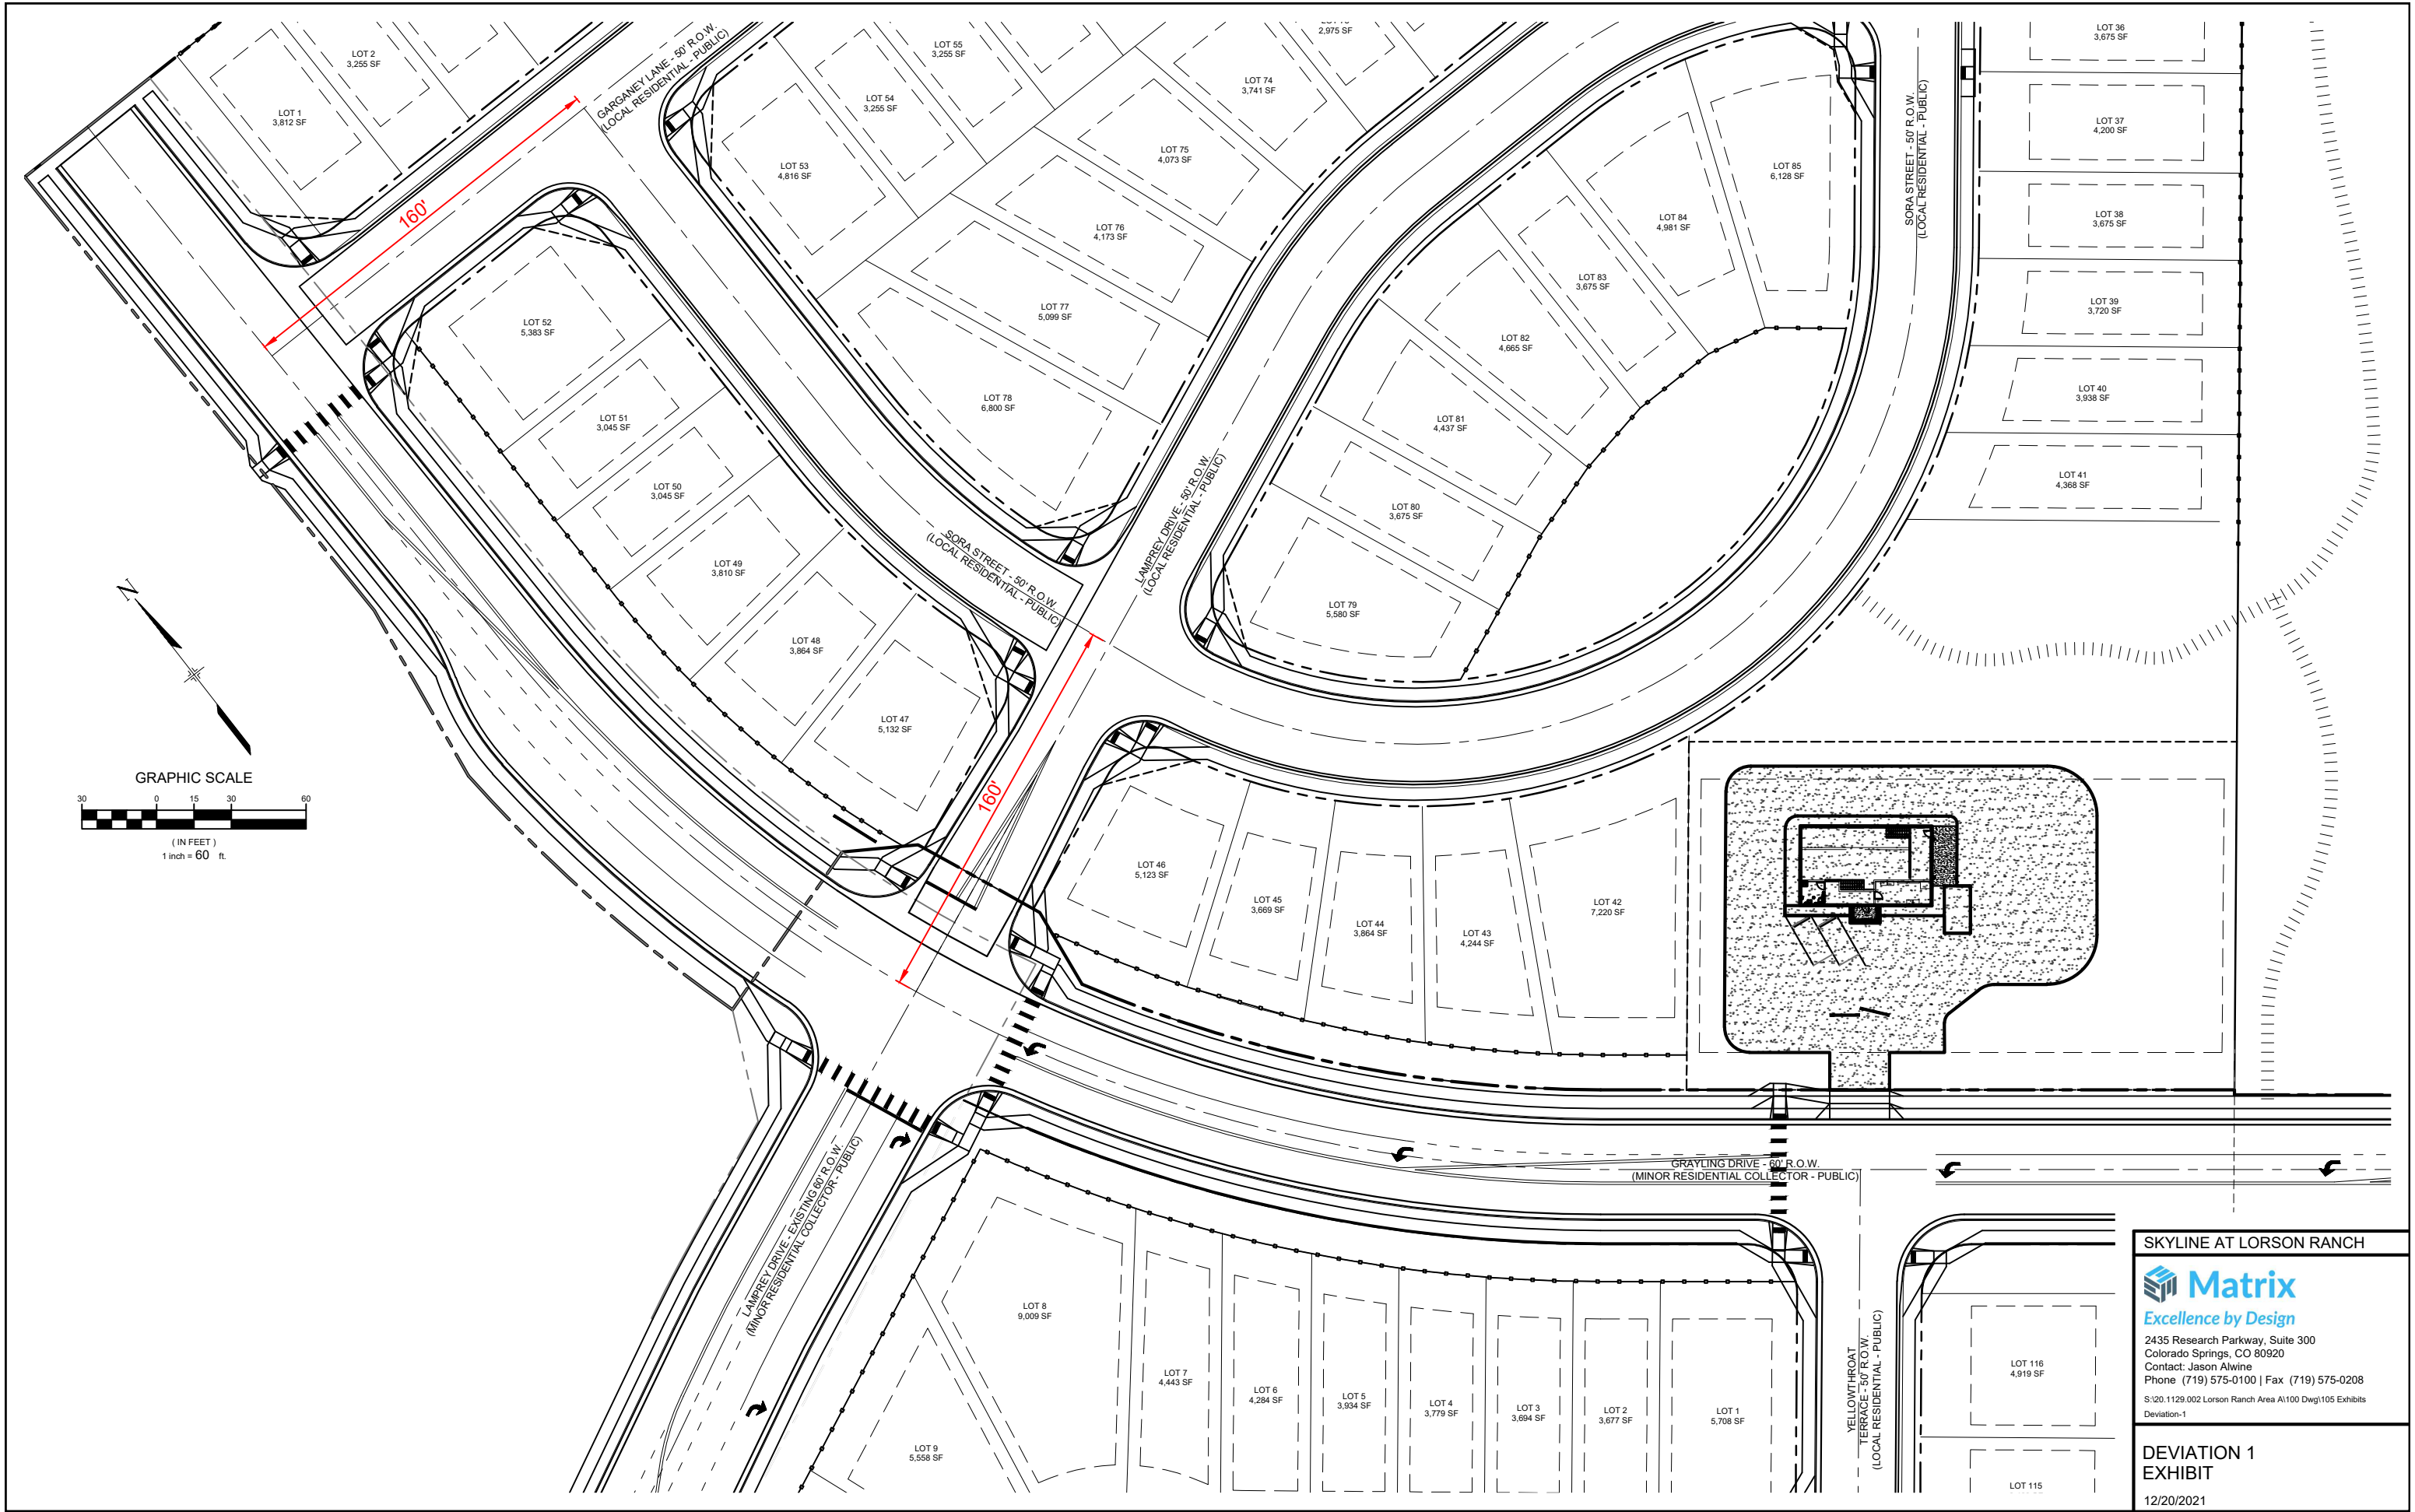 LOT 2
3,255 SF
LOT 1
3,812 SF
GARGANEY LANE - 50' R.O.W.
(LOCAL RESIDENTIAL - PUBLIC)
160'
LOT 55
3,255 SF
LOT 54
3,255 SF
LOT 53
4,816 SF
2,975 SF
LOT 74
3,741 SF
LOT 75
4,073 SF
LOT 76
4,173 SF
LOT 77
5,099 SF
LOT 78
6,800 SF
LOT 52
5,383 SF
LOT 51
3,045 SF
LOT 50
3,045 SF
LOT 49
3,810 SF
LOT 48
3,864 SF
LOT 47
5,132 SF
SORA STREET - 50' R.O.W.
(LOCAL RESIDENTIAL - PUBLIC)
LAMPREY DRIVE - 50' R.O.W.
(LOCAL RESIDENTIAL - PUBLIC)
160'
LOT 85
6,128 SF
LOT 84
4,981 SF
LOT 83
3,675 SF
LOT 82
4,665 SF
LOT 81
4,437 SF
LOT 80
3,675 SF
LOT 79
5,580 SF
SORA STREET - 50' R.O.W.
(LOCAL RESIDENTIAL - PUBLIC)
LOT 36
3,675 SF
LOT 37
4,200 SF
LOT 38
3,675 SF
LOT 39
3,720 SF
LOT 40
3,938 SF
LOT 41
4,368 SF
N
GRAPHIC SCALE
30 0 15 30 60
( IN FEET )
1 inch = 60 ft.
LOT 46
5,123 SF
LOT 45
3,669 SF
LOT 44
3,864 SF
LOT 43
4,244 SF
LOT 42
7,220 SF
GRAYLING DRIVE - 60' R.O.W.
(MINOR RESIDENTIAL COLLECTOR - PUBLIC)
LAMPREY DRIVE - EXISTING 60' R.O.W.
(MINOR RESIDENTIAL COLLECTOR - PUBLIC)
LOT 9
5,558 SF
LOT 8
9,009 SF
LOT 7
4,443 SF
LOT 6
4,284 SF
LOT 5
3,934 SF
LOT 4
3,779 SF
LOT 3
3,694 SF
LOT 2
3,677 SF
LOT 1
5,708 SF
YELLOWTHROAT
TERRACE - 50' R.O.W.
(LOCAL RESIDENTIAL - PUBLIC)
LOT 116
4,919 SF
LOT 115
SKYLINE AT LORSON RANCH
Matrix
Excellence by Design
2435 Research Parkway, Suite 300
Colorado Springs, CO 80920
Contact: Jason Alwine
Phone (719) 575-0100 | Fax (719) 575-0208
S:\20.1129.002 Lorson Ranch Area A\100 Dwg\105 Exhibits
Deviation-1
DEVIATION 1
EXHIBIT
12/20/2021